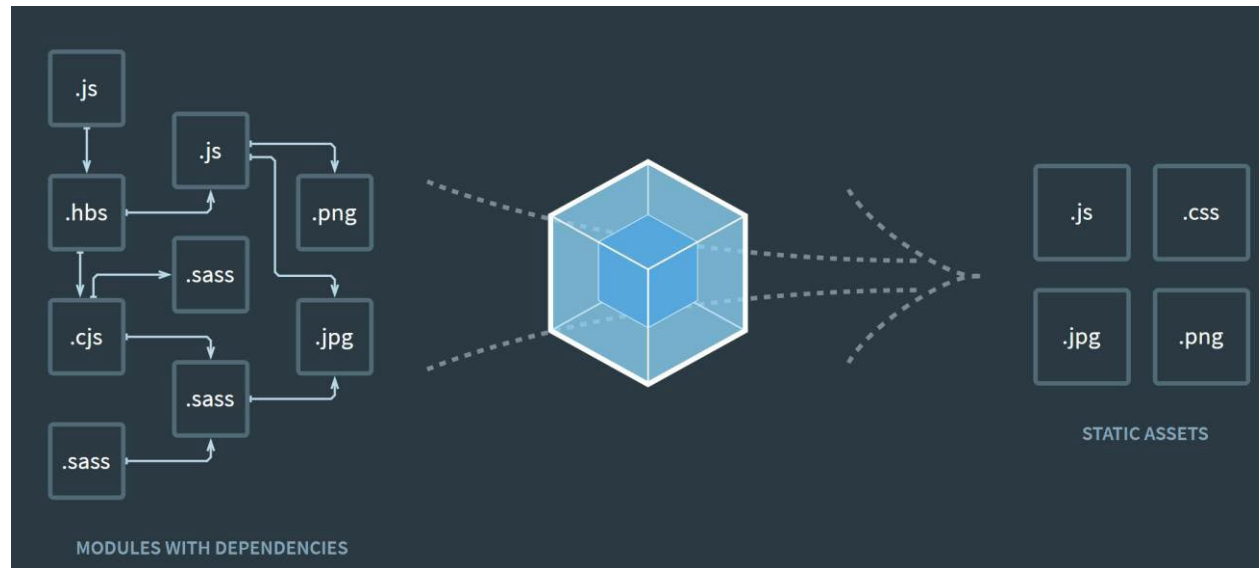 .js
.js
.hbs
.png
.sass
.cjs
.jpg
.sass
.sass
MODULES WITH DEPENDENCIES
.js
.css
.jpg
.png
STATIC ASSETS